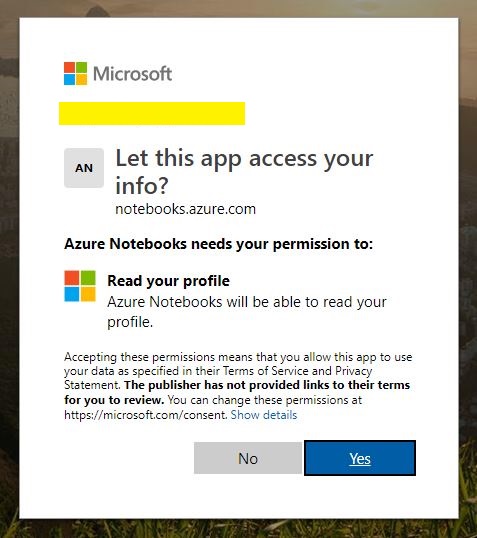 Microsoft
AN
Let this app access your
info?
notebooks.azure.com
Azure Notebooks needs your permission to:
Read your profile
Azure Notebooks will be able to read your
profile.
Accepting these permissions means that you allow this app to use
your data as specified in their Terms of Service and Privacy
Statement. The publisher has not provided links to their terms
for you to review. You can change these permissions at
https://microsoft.com/consent. Show details
No
Yes